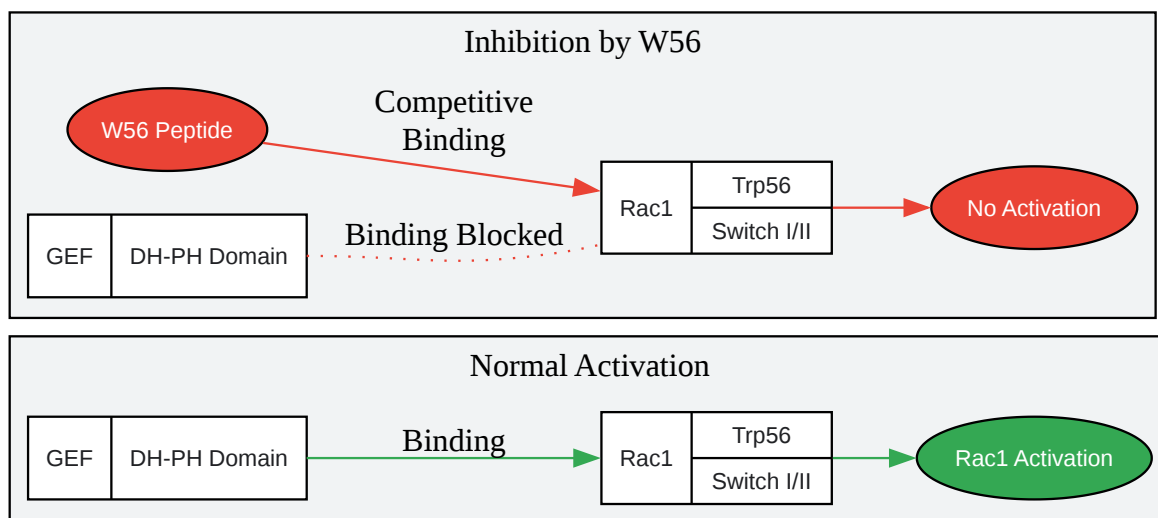 Inhibition by W56
Competitive
Binding
W56 Peptide
Trp56
Rac1
No Activation
Switch I/II
Binding Blocked
GEF
DH-PH Domain
Normal Activation
Binding
GEF
DH-PH Domain
Rac1
Trp56
Switch I/II
Rac1 Activation